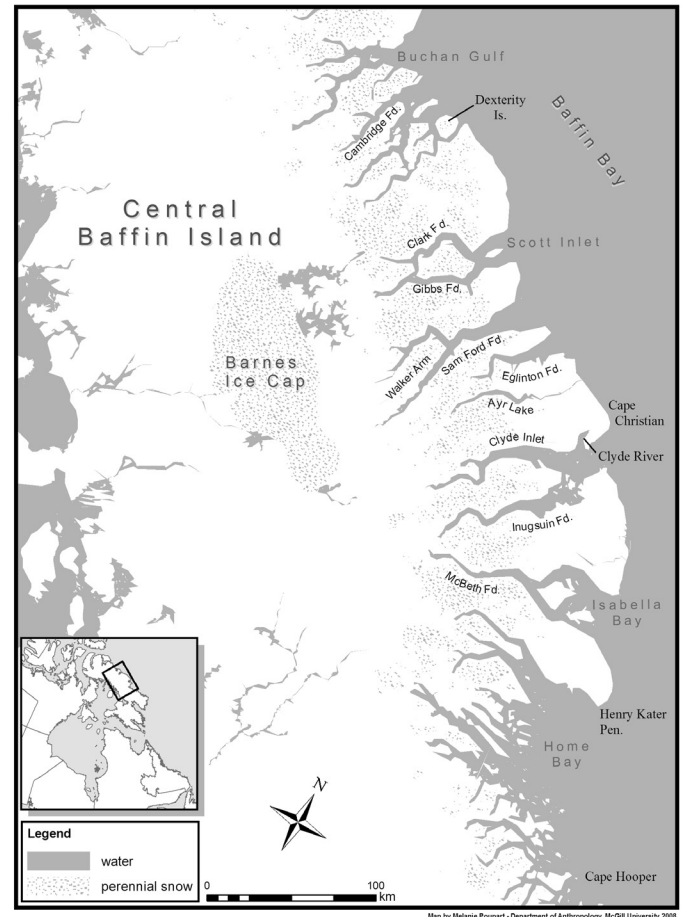 Buchan Gulf
Dexterity
Is.
Cambridge Fd.
Baffin Bay
Central
Baffin Island
Clark Fd.
Scott Inlet
Gibbs Fd.
Barnes
Ice Cap
Walker Arm
Sam Ford Fd.
Eglinton Fd.
Ayr Lake
Cape
Christian
Clyde Inlet
Clyde River
Inugsuin Fd.
McBeth Fd.
Isabella
Bay
Henry Kater
Pen.
Home
Bay
N
Cape Hooper
Legend
water
perennial snow
0 100
km
Map by Melanie Poupart - Department of Anthropology, McGill University 2008